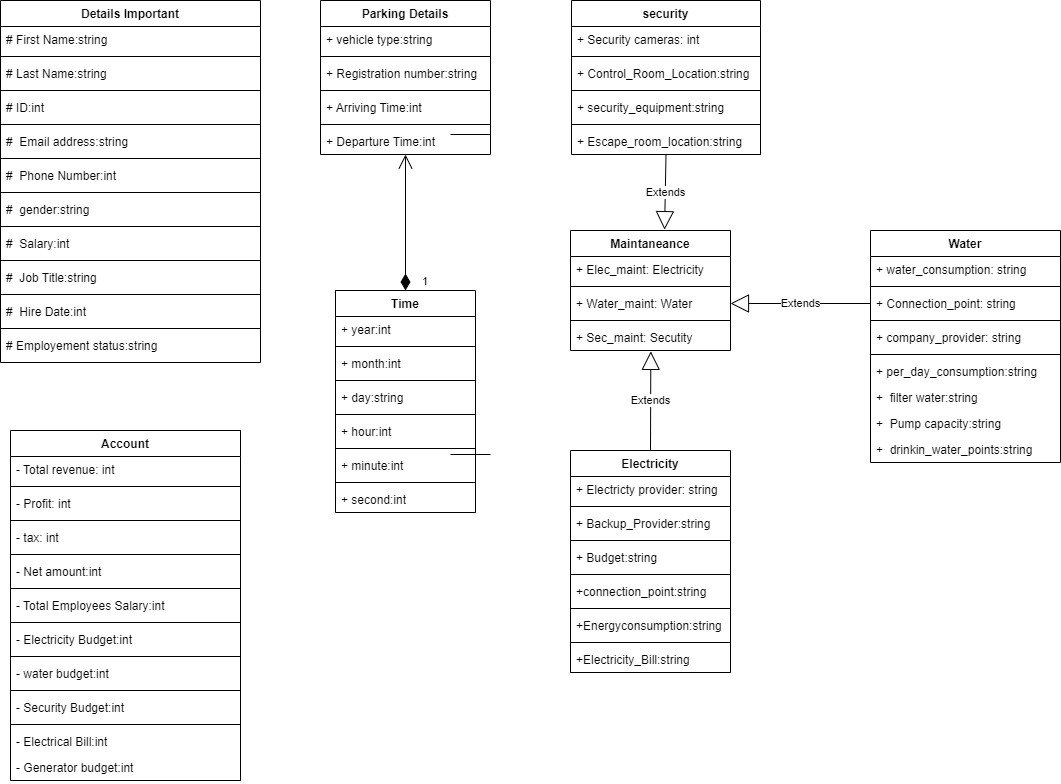 Details Important
# First Name:string
# Last Name:string
# ID:int
#  Email address:string
#  Phone Number:int
#  gender:string
#  Salary:int
#  Job Title:string
#  Hire Date:int
# Employement status:string
Parking Details
+ vehicle type:string
+ Registration number:string
+ Arriving Time:int
+ Departure Time:int
1
Time
+ year:int
+ month:int
+ day:string
+ hour:int
+ minute:int
+ second:int
security
+ Security cameras: int
+ Control_Room_Location:string
+ security_equipment:string
+ Escape_room_location:string
Extends
Maintaneance
+ Elec_maint: Electricity
+ Water_maint: Water
+ Sec_maint: Secutity
Extends
Water
+ water_consumption: string
+ Connection_point: string
+ company_provider: string
+ per_day_consumption:string
+  filter water:string
+  Pump capacity:string
+  drinkin_water_points:string
Extends
Electricity
+ Electricty provider: string
+ Backup_Provider:string
+ Budget:string
+connection_point:string
+Energyconsumption:string
+Electricity_Bill:string
Account
- Total revenue: int
- Profit: int
- tax: int
- Net amount:int
- Total Employees Salary:int
- Electricity Budget:int
- water budget:int
- Security Budget:int
- Electrical Bill:int
- Generator budget:int